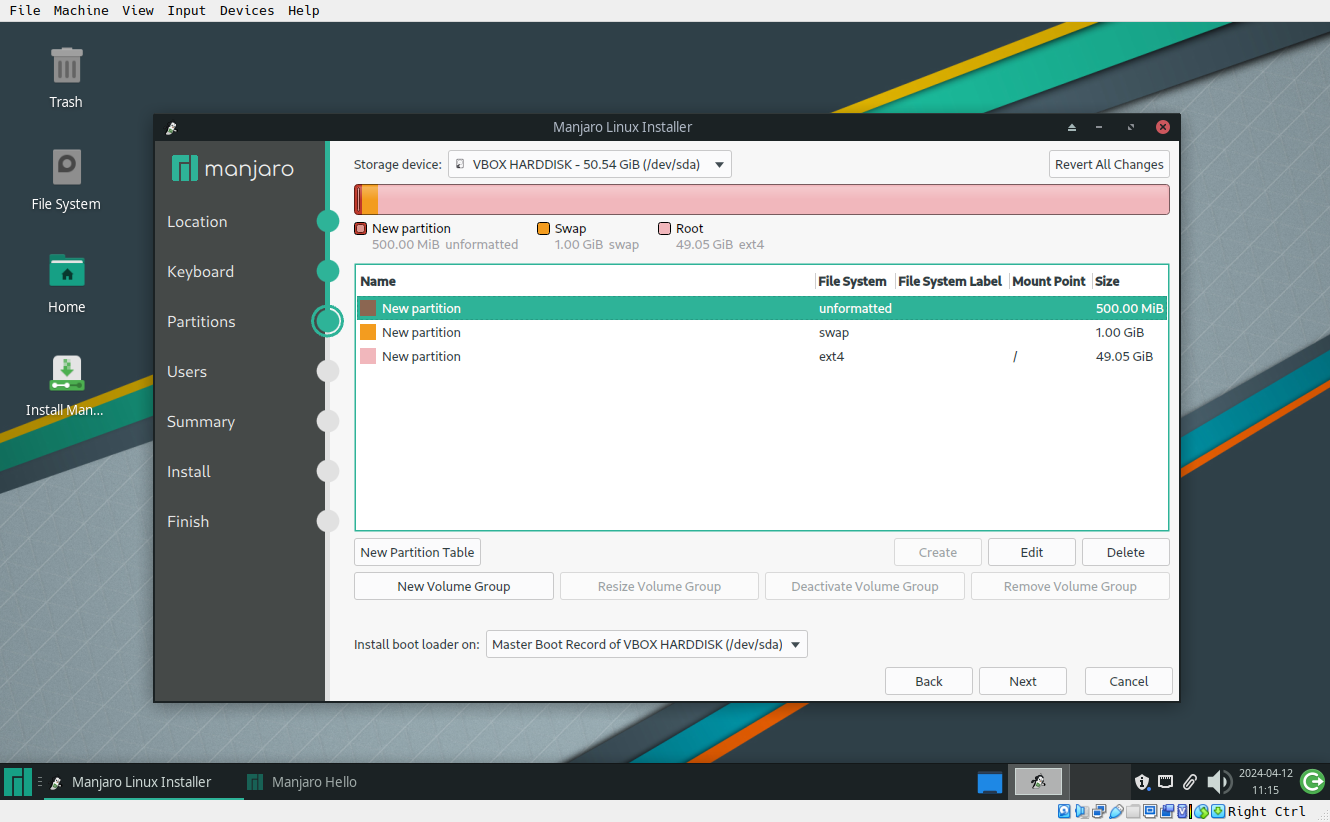 File Machine View Input Devices Help
Trash
File System
Home
Install Man...
Manjaro Linux Installer
manjaro
Location
Keyboard
Partitions
Users
Summary
Install
Finish
Storage device: VBOX HARDDISK - 50.54 GiB (/dev/sda) Revert All Changes
New partition Swap Root
500.00 MiB unformatted 1.00 GiB swap 49.05 GiB ext4
Name File System File System Label Mount Point Size
New partition unformatted 500.00 MiB
New partition swap 1.00 GiB
New partition ext4 / 49.05 GiB
New Partition Table Create Edit Delete
New Volume Group Resize Volume Group Deactivate Volume Group Remove Volume Group
Install boot loader on: Master Boot Record of VBOX HARDDISK (/dev/sda)
Back Next Cancel
Manjaro Linux Installer Manjaro Hello 2024-04-12
11:15
Right Ctrl